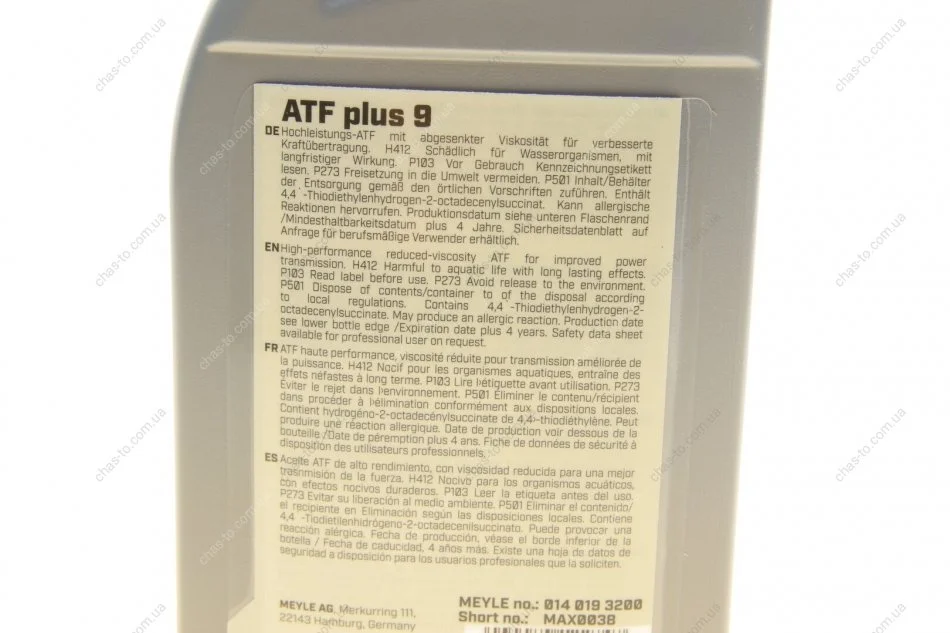 ATF plus 9
DE Hochleistungs-ATF mit abgesenkter Viskosität für verbesserte
Kraftübertragung. H412 Schädlich für Wasserorganismen, mit
langfristiger Wirkung. P103 Vor Gebrauch Kennzeichnungsetikett
lesen. P273 Freisetzung in die Umwelt vermeiden. P501 Inhalt/Behälter
der Entsorgung gemäß den örtlichen Vorschriften zuführen. Enthält
4,4 -Thiodiethylenhydrogen-2-octadecenylsuccinat. Kann allergische
Reaktionen hervorrufen. Produktionsdatum siehe unteren Flaschenrand
/Mindesthaltbarkeitsdatum plus 4 Jahre. Sicherheitsdatenblatt auf
Anfrage für berufsmäßige Verwender erhältlich.
EN High-performance reduced-viscosity ATF for improved power
transmission. H412 Harmful to aquatic life with long lasting effects.
P103 Read label before use. P273 Avoid release to the environment.
P501 Dispose of contents/container to of the disposal according
to local regulations. Contains 4,4 -Thiodiethylenhydrogen-2-
octadecenylsuccinate. May produce an allergic reaction. Production date
see lower bottle edge /Expiration date plus 4 years. Safety data sheet
available for professional user on request.
FR ATF haute performance, viscosité réduite pour transmission améliorée de
la puissance. H412 Nocif pour les organismes aquatiques, entraîne des
effets néfastes à long terme. P103 Lire l›étiquette avant utilisation. P273
Éviter le rejet dans l›environnement. P501 Éliminer le contenu/récipient
dans procéder à l›élimination conformément aux dispositions locales.
Contient hydrogéno-2-octadecénylsuccinate de 4,4›-thiodiéthylène. Peut
produire une réaction allergique. Date de production voir dessous de la
bouteille /Date de péremption plus 4 ans. Fiche de données de sécurité à
disposition des utilisateurs professionnels.
ES Aceite ATF de alto rendimiento, con viscosidad reducida para una mejor
trasnmisión de la fuerza. H412 Nocivo para los organismos acuáticos,
con efectos nocivos duraderos. P103 Leer la etiqueta antes del uso.
P273 Evitar su liberación al medio ambiente. P501 Eliminar el contenido/
el recipiente en Eliminación según las disposiciones locales. Contiene
4,4 -Tiodietilenhidrógeno-2-octadecenilsuccinato. Puede provocar una
reacción alérgica. Fecha de producción, véase el borde inferior de la
botella / Fecha de caducidad, 4 años más. Existe una hoja de datos de
seguridad a disposición para los usuarios profesionales que la soliciten.
MEYLE AG, Merkurring 111,
22143 Hamburg, Germany
MEYLE no.: 014 019 3200
Short no.: MAX0038
chas-to.com.ua